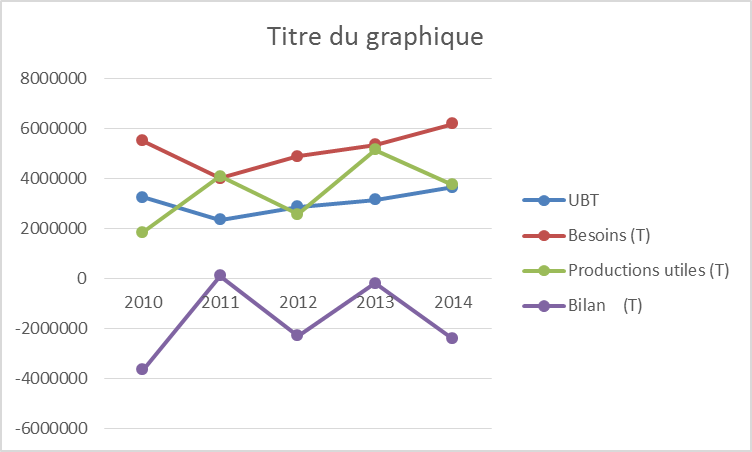 Titre du graphique
8000000
6000000
4000000
2000000
0
-2000000
-4000000
-6000000
2010 2011 2012 2013 2014
UBT
Besoins (T)
Productions utiles (T)
Bilan (T)